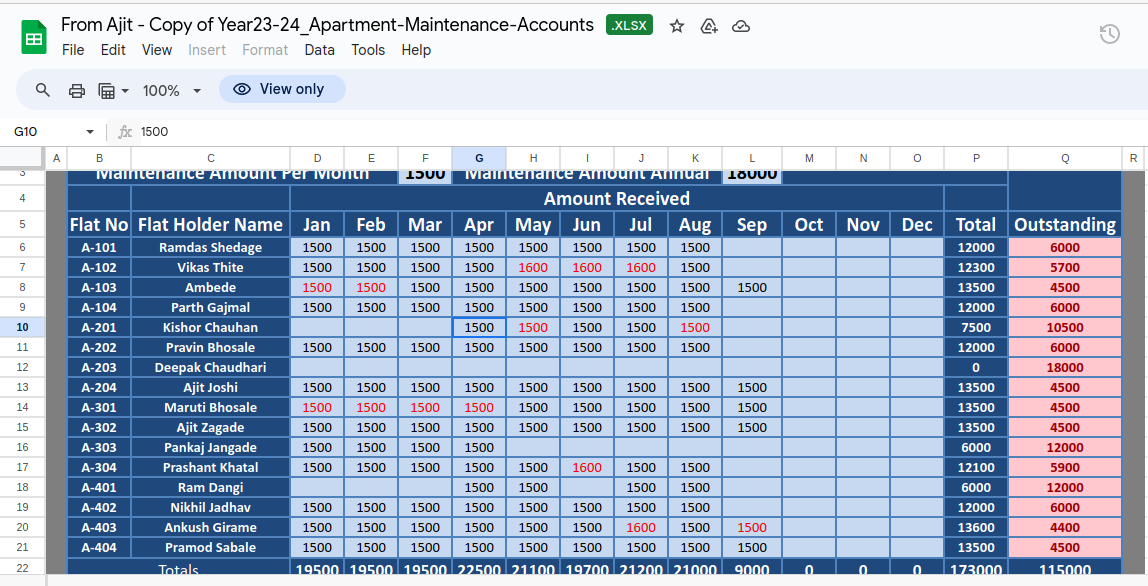 From Ajit - Copy of Year23-24_Apartment-Maintenance-Accounts .XLSX
File Edit View Insert Format Data Tools Help
100% View only
G10 fx 1500
A B C D E F G H I J K L M N O P Q R
3 Maintenance Amount Per Month 1500 Maintenance Amount Annual 18000
4 Amount Received
5 Flat No Flat Holder Name Jan Feb Mar Apr May Jun Jul Aug Sep Oct Nov Dec Total Outstanding
6 A-101 Ramdas Shedage 1500 1500 1500 1500 1500 1500 1500 1500 12000 6000
7 A-102 Vikas Thite 1500 1500 1500 1500 1600 1600 1600 1500 12300 5700
8 A-103 Ambede 1500 1500 1500 1500 1500 1500 1500 1500 1500 13500 4500
9 A-104 Parth Gajmal 1500 1500 1500 1500 1500 1500 1500 1500 12000 6000
10 A-201 Kishor Chauhan 1500 1500 1500 1500 1500 7500 10500
11 A-202 Pravin Bhosale 1500 1500 1500 1500 1500 1500 1500 1500 12000 6000
12 A-203 Deepak Chaudhari 0 18000
13 A-204 Ajit Joshi 1500 1500 1500 1500 1500 1500 1500 1500 1500 13500 4500
14 A-301 Maruti Bhosale 1500 1500 1500 1500 1500 1500 1500 1500 1500 13500 4500
15 A-302 Ajit Zagade 1500 1500 1500 1500 1500 1500 1500 1500 1500 13500 4500
16 A-303 Pankaj Jangade 1500 1500 1500 1500 6000 12000
17 A-304 Prashant Khatal 1500 1500 1500 1500 1500 1600 1500 1500 12100 5900
18 A-401 Ram Dangi 1500 1500 1500 1500 6000 12000
19 A-402 Nikhil Jadhav 1500 1500 1500 1500 1500 1500 1500 1500 12000 6000
20 A-403 Ankush Girame 1500 1500 1500 1500 1500 1500 1600 1500 1500 13600 4400
21 A-404 Pramod Sabale 1500 1500 1500 1500 1500 1500 1500 1500 1500 13500 4500
22 Totals 19500 19500 19500 22500 21100 19700 21200 21000 9000 0 0 0 173000 115000